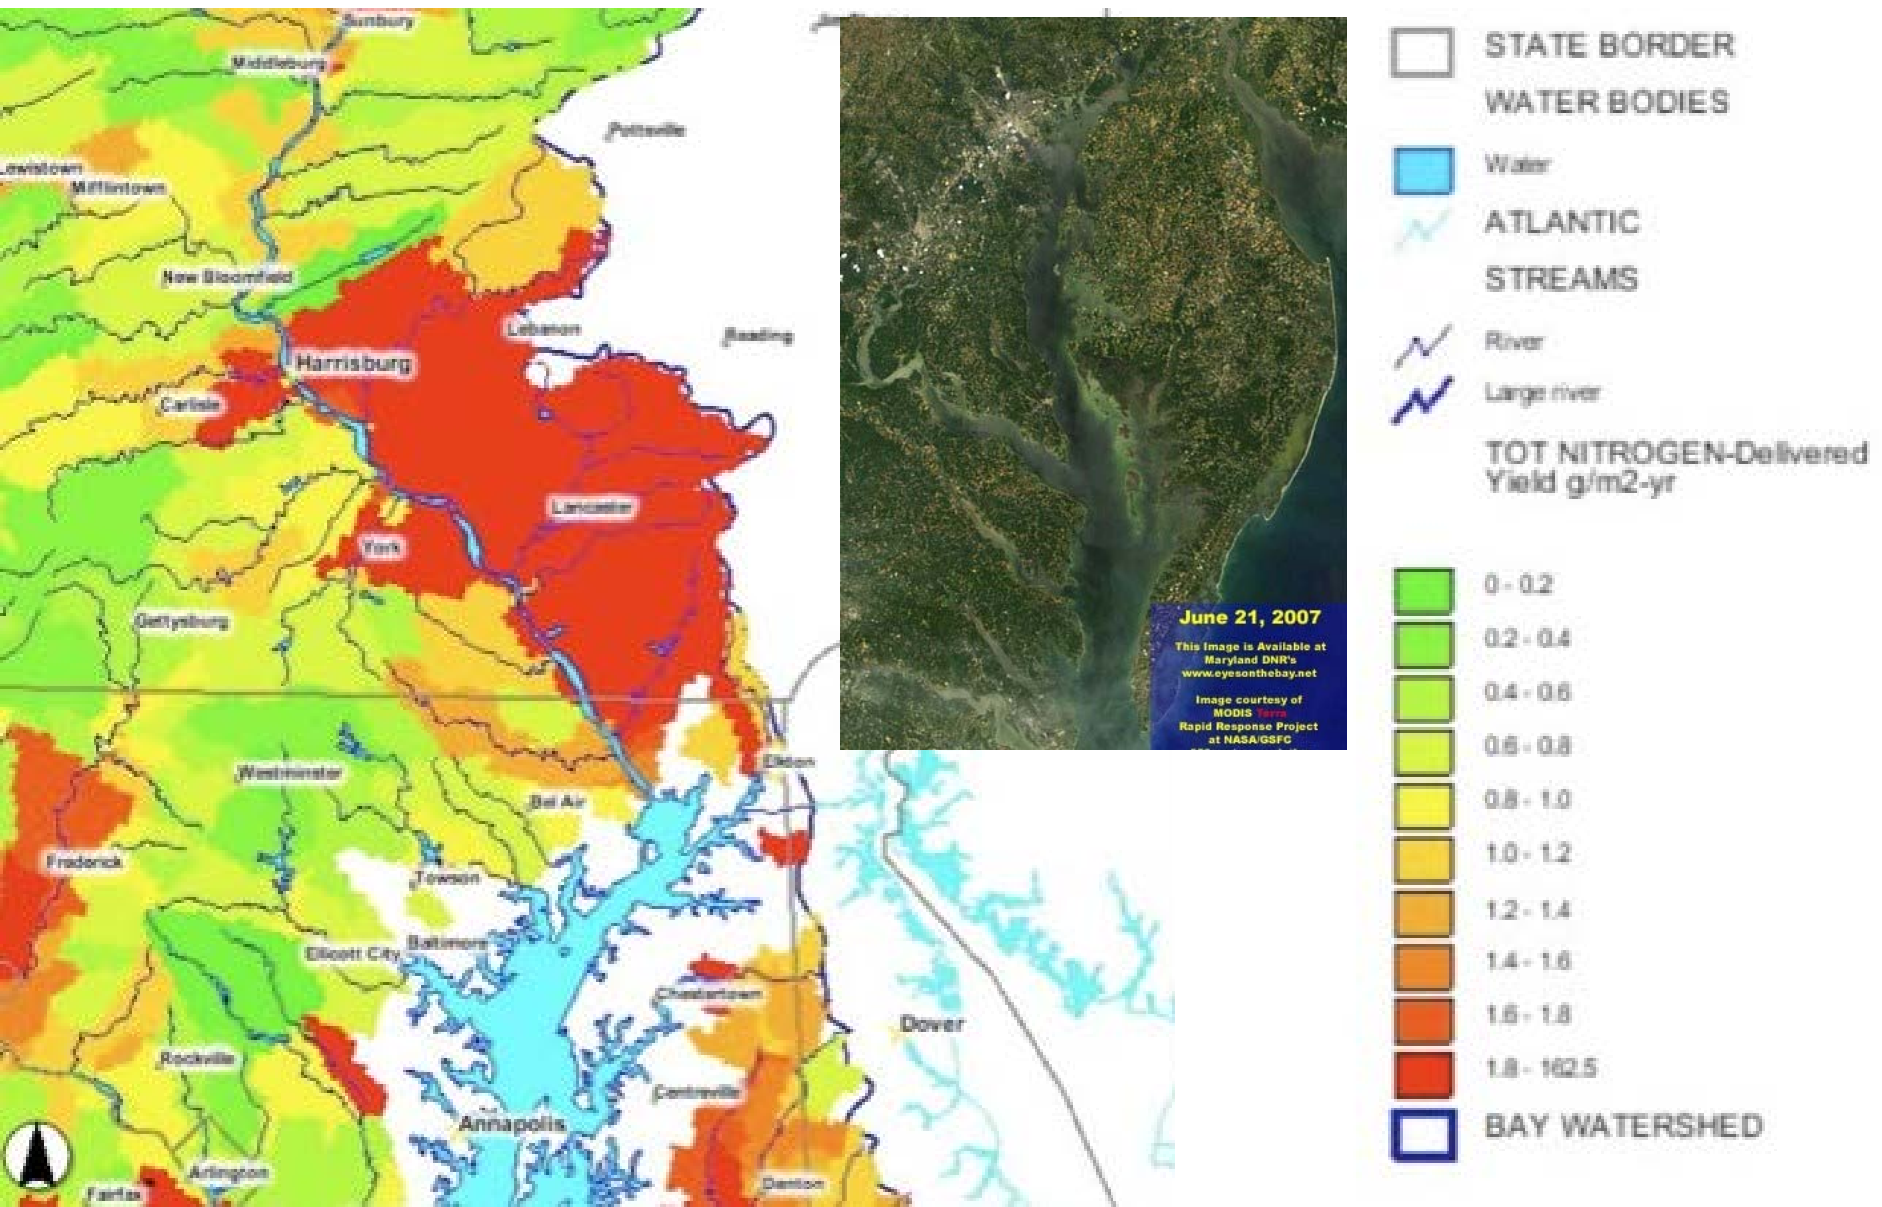 Sunbury
Middleburg
Pottsville
Lewistown
Mifflintown
New Bloomfield
Lebanon
Reading
Harrisburg
Carlisle
Lancaster
York
Gettysburg
Elkton
Westminster
Bel Air
Frederick
Towson
Ellicott City
Baltimore
Chestertown
Dover
Rockville
Centreville
Annapolis
Arlington
Fairfax
Denton
June 21, 2007
This Image is Available at
Maryland DNR's
www.eyesonthebay.net
Image courtesy of
MODIS Terra
Rapid Response Project
at NASA/GSFC
STATE BORDER
WATER BODIES
Water
ATLANTIC
STREAMS
River
Large river
TOT NITROGEN-Delivered
Yield g/m2-yr
0 - 0.2
0.2 - 0.4
0.4 - 0.6
0.6 - 0.8
0.8 - 1.0
1.0 - 1.2
1.2 - 1.4
1.4 - 1.6
1.6 - 1.8
1.8 - 162.5
BAY WATERSHED